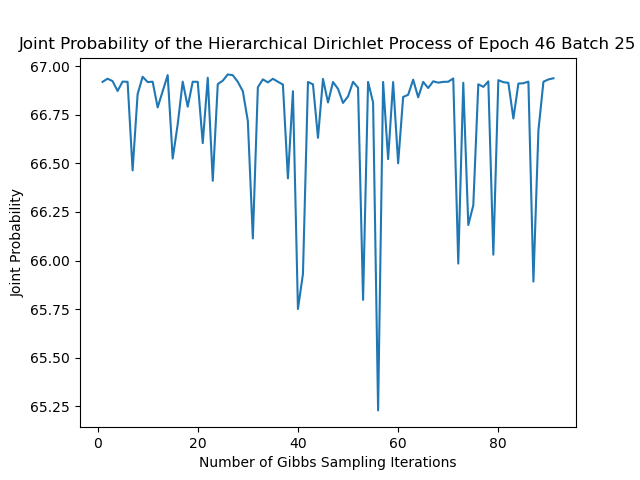 Joint Probability of the Hierarchical Dirichlet Process of Epoch 46 Batch 25
67.00
66.75
66.50
66.25
66.00
65.75
65.50
65.25
Joint Probability
0 20 40 60 80
Number of Gibbs Sampling Iterations